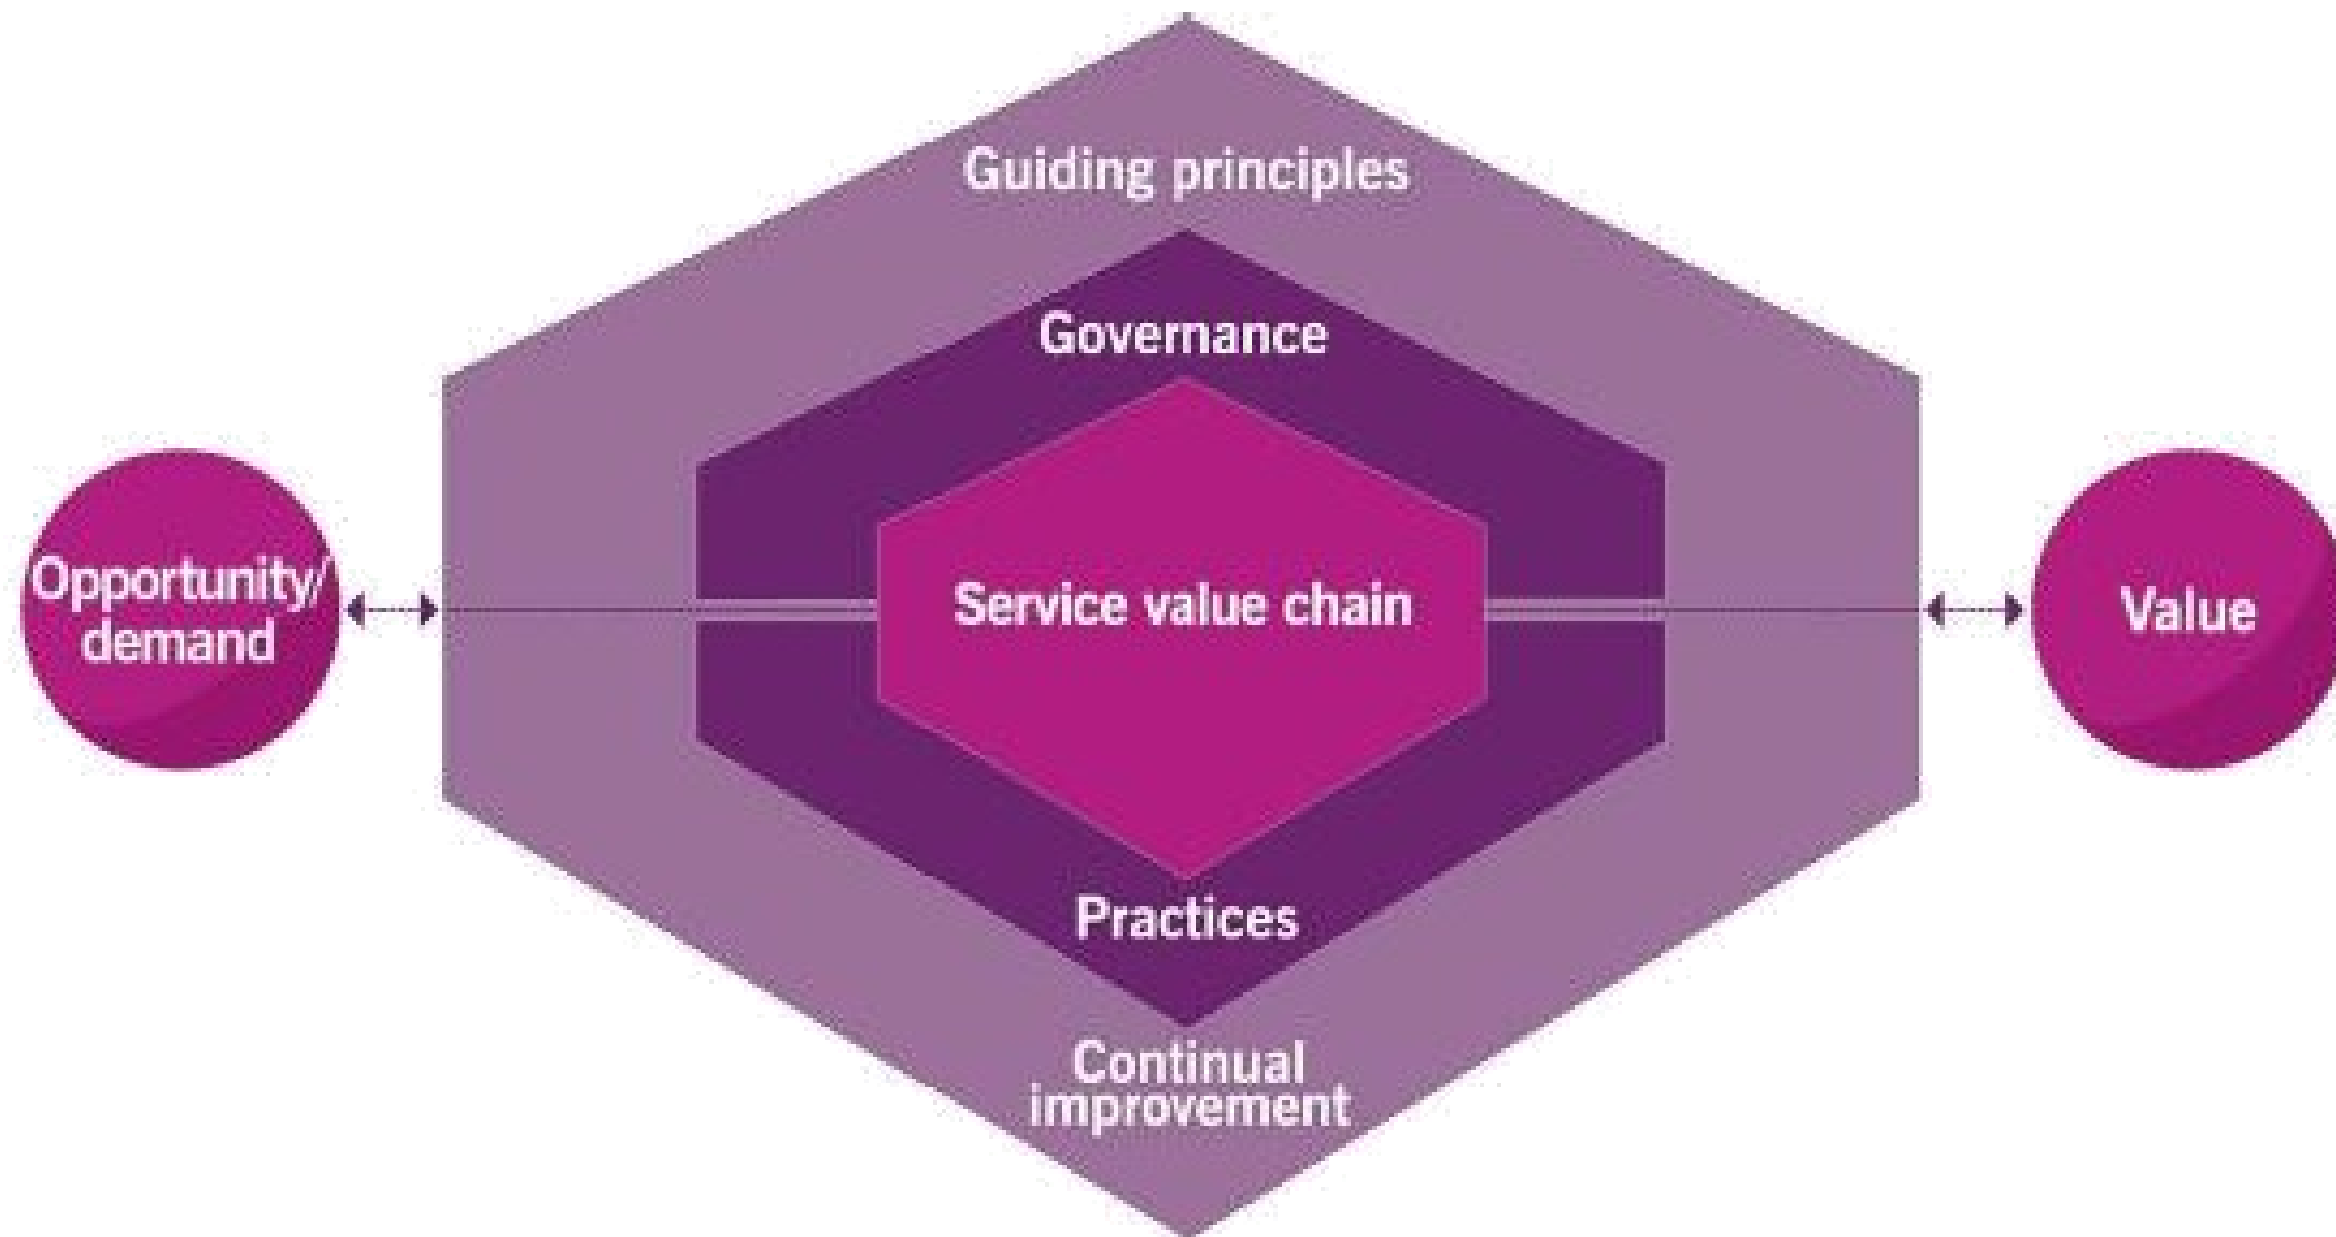 Guiding principles
Governance
Opportunity/
demand
Service value chain
Value
Practices
Continual
improvement